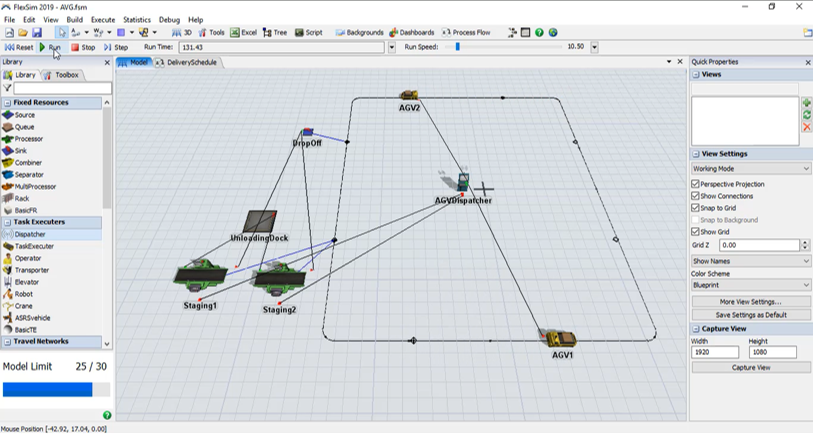 FlexSim 2019 - AVG.fsm
File Edit View Build Execute Statistics Debug Help
3D Tools Excel Tree Script Backgrounds Dashboards Process Flow
Reset Run Stop Step Run Time: 131.43 Run Speed: 10.50
Library
Library Toolbox
Fixed Resources
Source
Queue
Processor
Sink
Combiner
Separator
MultiProcessor
Rack
BasicFR
Task Executers
Dispatcher
TaskExecuter
Operator
Transporter
Elevator
Robot
Crane
ASRSvehicle
BasicTE
Travel Networks
Model Limit 25 / 30
Mouse Position [-42.92, 17.04, 0.00]
Model DeliverySchedule
AGV2
DropOff
AGVDispatcher
UnloadingDock
Staging1
Staging2
AGV1
Quick Properties
Views
View Settings
Working Mode
Perspective Projection
Show Connections
Snap to Grid
Snap to Background
Show Grid
Grid Z 0.00
Show Names
Color Scheme
Blueprint
More View Settings...
Save Settings as Default
Capture View
Width Height
1920 1080
Capture View